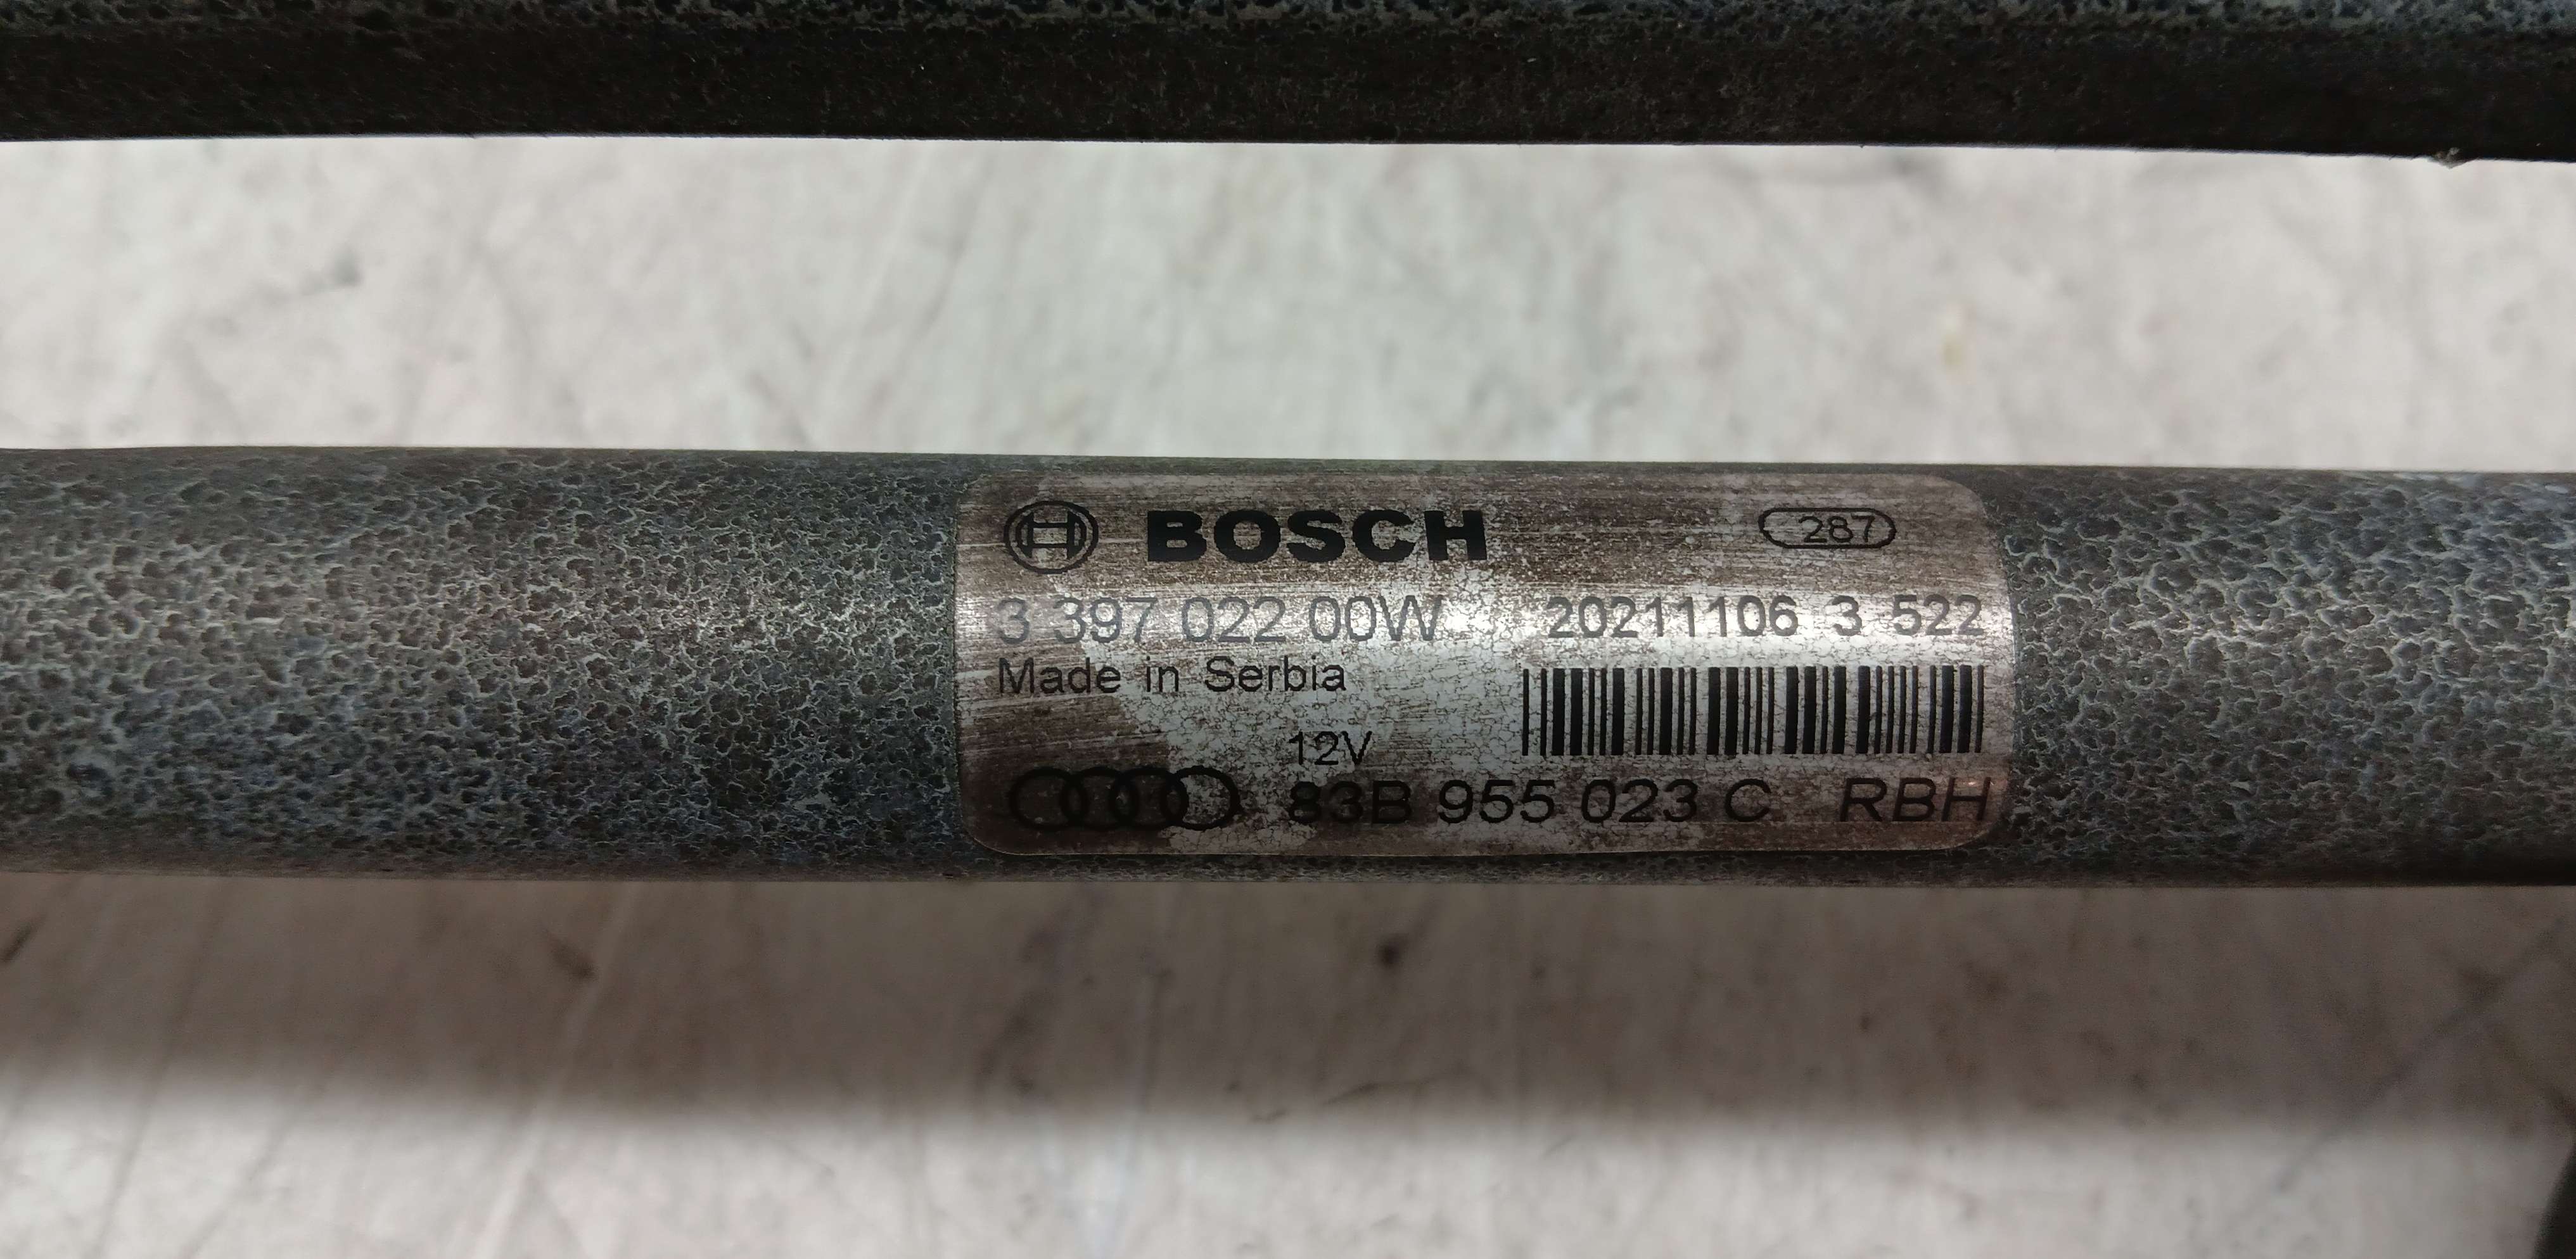 BOSCH 287
3 397 022 00W 20211106 3 522
Made in Serbia
12V
83B 955 023 C RBH